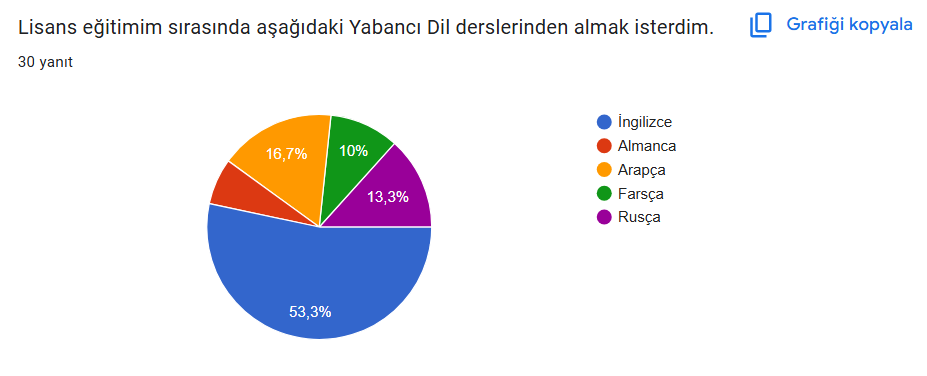 Lisans eğitimim sırasında aşağıdaki Yabancı Dil derslerinden almak isterdim.
Grafiği kopyala
30 yanıt
İngilizce
Almanca
Arapça
Farsça
Rusça
16,7%
10%
13,3%
53,3%